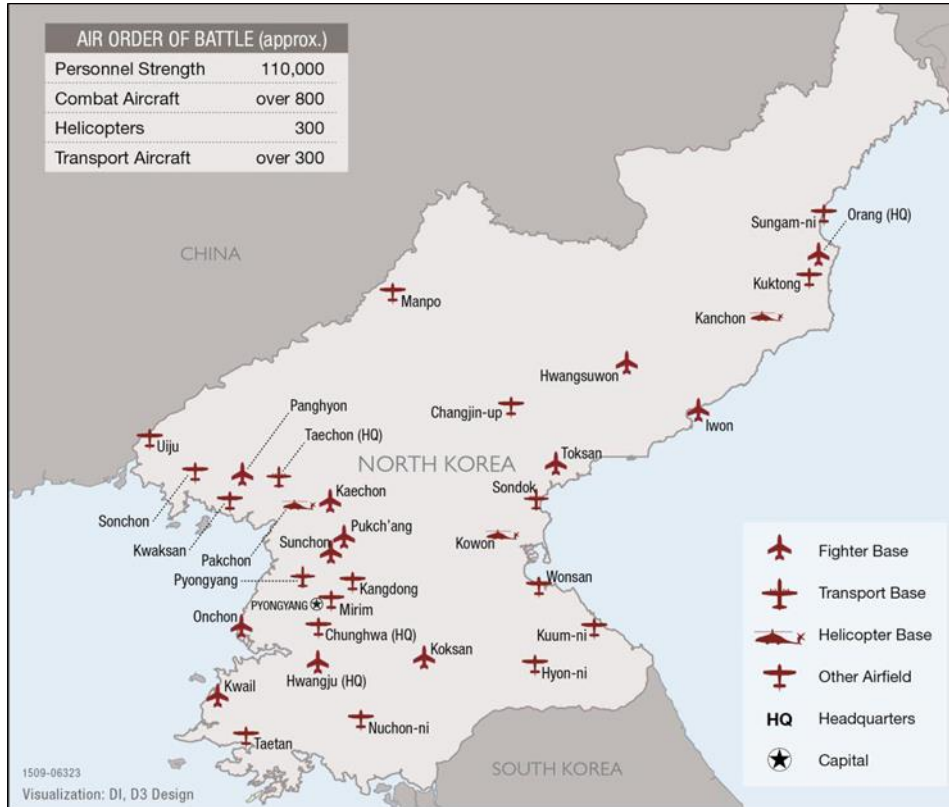 AIR ORDER OF BATTLE (approx.)
Personnel Strength 110,000
Combat Aircraft over 800
Helicopters 300
Transport Aircraft over 300
CHINA
Sungam-ni
Orang (HQ)
Kuktong
Manpo
Kanchon
Hwangsuwon
Panghyon
Changjin-up
Iwon
Taechon (HQ)
Uiju
NORTH KOREA
Toksan
Kaechon
Sondok
Sonchon
Pukch'ang
Kwaksan
Sunchon
Kowon
Pakchon
Pyongyang
Kangdong
Wonsan
PYONGYANG
Mirim
Onchon
Chunghwa (HQ)
Kuum-ni
Koksan
Hyon-ni
Hwangju (HQ)
Kwail
Nuchon-ni
Taetan
SOUTH KOREA
Fighter Base
Transport Base
Helicopter Base
Other Airfield
HQ Headquarters
Capital
1509-06323
Visualization: DI, D3 Design